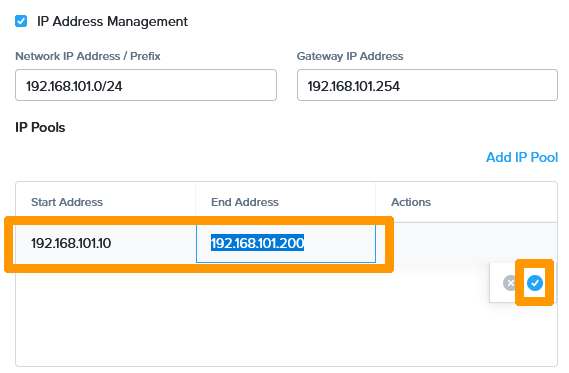 IP Address Management
Network IP Address / Prefix
Gateway IP Address
192.168.101.0/24
192.168.101.254
IP Pools
Add IP Pool
Start Address
End Address
Actions
192.168.101.10
192.168.101.200